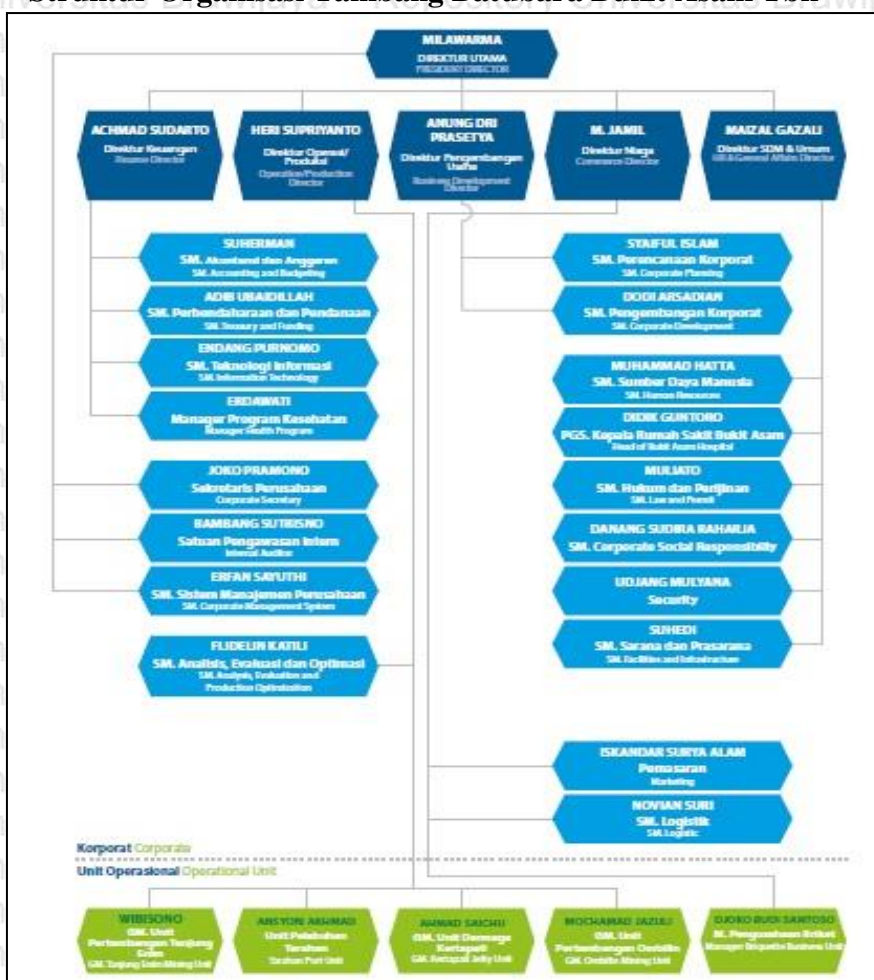 MILAWARMA
DIREKTUR UTAMA
PRESIDENT DIRECTOR
ACHMAD SUDARTO
Direktur Keuangan
Finance Director
HERI SUPRIYANTO
Direktur Operasi/
Produksi
Operation/Production
Director
ANUNG DRI
PRASETYA
Direktur Pengembangan
Usaha
Business Development
Director
M. JAMIL
Direktur Niaga
Commerce Director
MAIZAL GAZALI
Direktur SDM & Umum
HR & General Affairs Director
SUHERMAN
SM. Akuntansi dan Anggaran
SM. Accounting and Budgeting
ADIB UBAIDILLAH
SM. Perbendaharaan dan Pendanaan
SM. Treasury and Funding
ENDANG PURNOMO
SM. Teknologi Informasi
SM. Information Technology
ERDAWATI
Manager Program Kesehatan
Manager Health Program
JOKO PRAMONO
Sekretaris Perusahaan
Corporate Secretary
BAMBANG SUTRISNO
Satuan Pengawasan Intern
Internal Auditor
ERFAN SAYUTHI
SM. Sistem Manajemen Perusahaan
SM. Corporate Management System
FLIDELIN KATILI
SM. Analisis, Evaluasi dan Optimasi
SM. Analysis, Evaluation and
Production Optimization
SYAIFUL ISLAM
SM. Perencanaan Korporat
SM. Corporate Planning
DODI ARSADIAN
SM. Pengembangan Korporat
SM. Corporate Development
MUHAMMAD HATTA
SM. Sumber Daya Manusia
SM. Human Resources
DIDIK GUNTORO
PGS. Kepala Rumah Sakit Bukit Asam
Head of Bukit Asam Hospital
MULIATO
SM. Hukum dan Perijinan
SM. Law and Permit
DANANG SUDIRA RAHARJA
SM. Corporate Social Responsibility
UDJANG MULYANA
Security
SUHEDI
SM. Sarana dan Prasarana
SM. Facilities and Infrastructure
ISKANDAR SURYA ALAM
Pemasaran
Marketing
NOVIAN SURI
SM. Logistik
SM. Logistic
Korporat Corporate
Unit Operasional Operational Unit
WIBISONO
GM. Unit
Pertambangan Tanjung
Enim
GM. Tanjung Enim Mining Unit
ANSYORI AKHMAD
Unit Pelabuhan
Tarahan
Tarahan Port Unit
AHMAD SAICHU
GM. Unit Dermaga
Kertapati
GM. Kertapati Jetty Unit
MOCHAMAD JAZULI
GM. Unit
Pertambangan Ombilin
GM. Ombilin Mining Unit
DJOKO BUDI SANTOSO
M. Pengusahaan Briket
Manager Briquette Business Unit